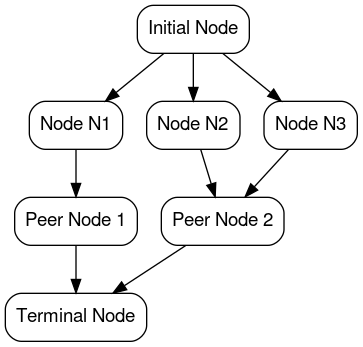 Initial Node
Node N1
Node N2
Node N3
Peer Node 1
Peer Node 2
Terminal Node